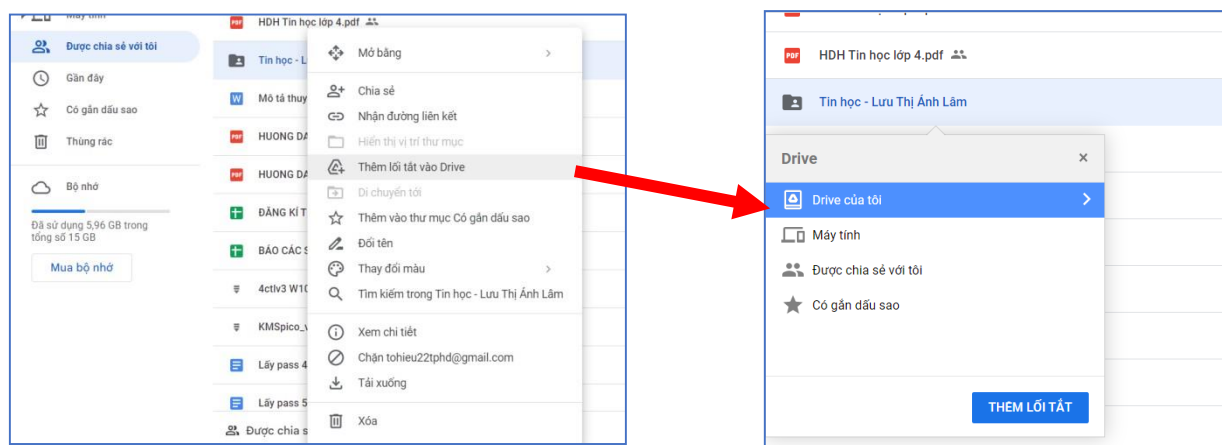 Máy tính
Được chia sẻ với tôi
Gần đây
Có gắn dấu sao
Thùng rác
Bộ nhớ
Đã sử dụng 5,96 GB trong
tổng số 15 GB
Mua bộ nhớ
PDF HDH Tin học lớp 4.pdf
Tin học - L
W Mô tả thuy
PDF HUONG DA
PDF HUONG DA
ĐĂNG KÍ T
BÁO CÁC S
4ctlv3 W10
KMSpico_v
Lấy pass 4
Lấy pass 5
Được chia s
Mở bằng
Chia sẻ
Nhận đường liên kết
Hiển thị vị trí thư mục
Thêm lối tắt vào Drive
Di chuyển tới
Thêm vào thư mục Có gắn dấu sao
Đổi tên
Thay đổi màu
Tìm kiếm trong Tin học - Lưu Thị Ánh Lâm
Xem chi tiết
Chặn tohieu22tphd@gmail.com
Tải xuống
Xóa
PDF HDH Tin học lớp 4.pdf
Tin học - Lưu Thị Ánh Lâm
Drive
Drive của tôi
Máy tính
Được chia sẻ với tôi
Có gắn dấu sao
THÊM LỐI TẮT